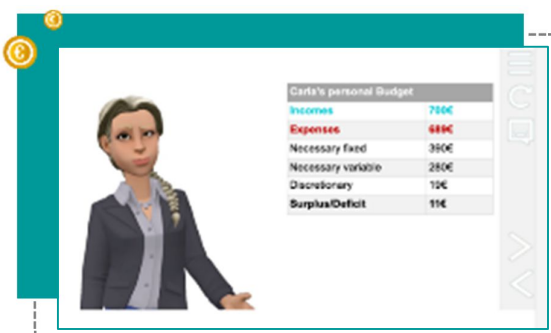 Carla's personal Budget
Incomes 700€
Expenses 689€
Necessary fixed 390€
Necessary variable 280€
Discretionary 19€
Surplus/Deficit 11€